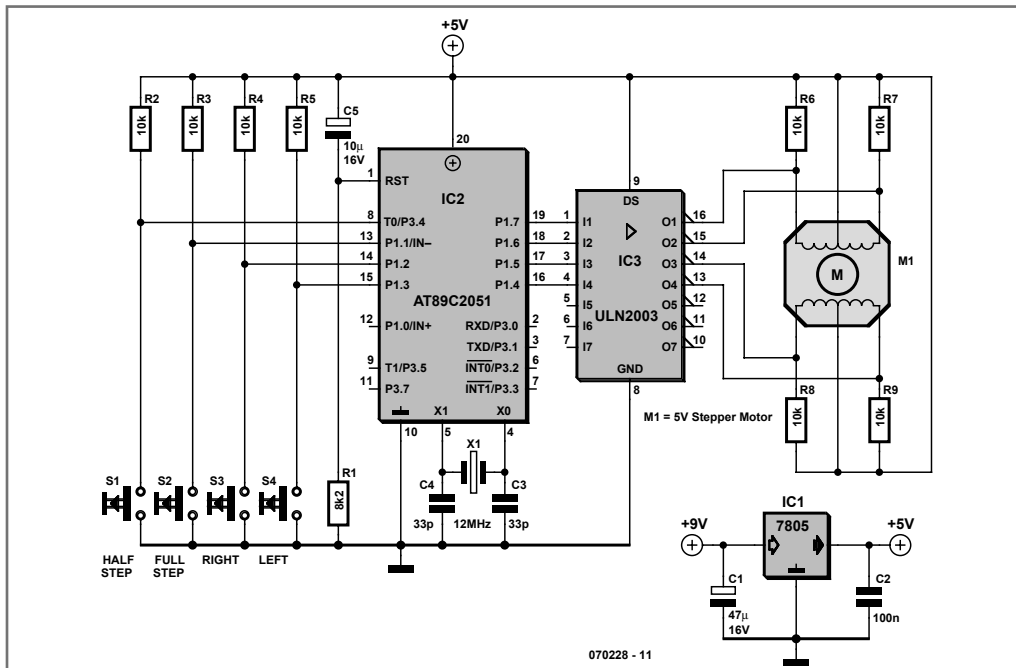 +5V
R2 R3 R4 R5
10k 10k 10k 10k
C5
10μ
16V
R6 R7
10k 10k
20
1 RST
IC2
9
DS
8 T0/P3.4
13 P1.1/IN–
14 P1.2
15 P1.3
AT89C2051
12 P1.0/IN+
9 T1/P3.5
11 P3.7
P1.7 19
P1.6 18
P1.5 17
P1.4 16
RXD/P3.0 2
TXD/P3.1 3
INT0/P3.2 6
INT1/P3.3 7
X1 X0
10 5 4
1 I1
2 I2
3 I3
4 I4
5 I5
6 I6
7 I7
IC3
ULN2003
O1 16
O2 15
O3 14
O4 13
O5 12
O6 11
O7 10
GND
8
M
M1
R8 R9
10k 10k
M1 = 5V Stepper Motor
S1 S2 S3 S4
HALF STEP
FULL STEP
RIGHT
LEFT
R1
8k2
X1
C4 C3
33p 12MHz 33p
IC1
7805
+9V +5V
C1
47μ
16V
C2
100n
070228 - 11